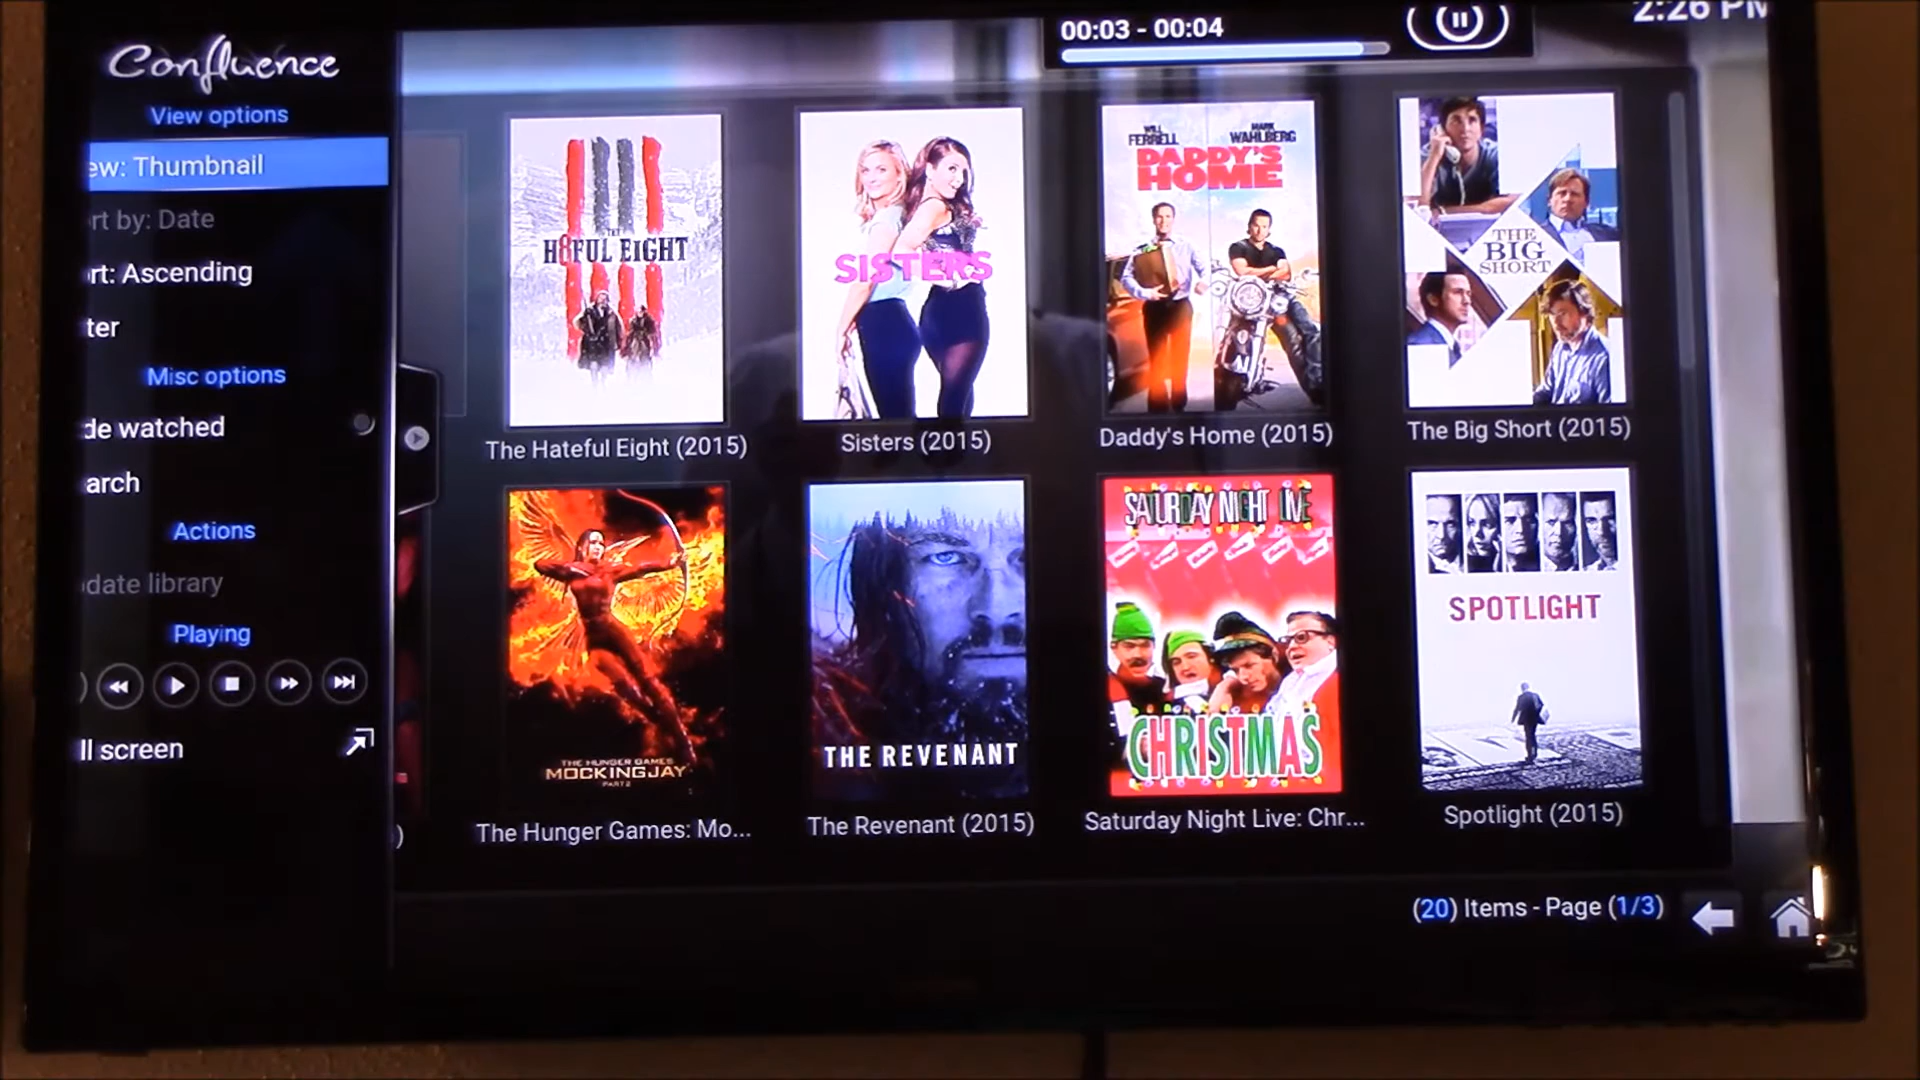 00:03 - 00:04
2:26 PM
Confluence
View options
ew: Thumbnail
rt by: Date
rt: Ascending
ter
Misc options
de watched
arch
Actions
date library
Playing
ll screen
THE
H8FUL EIGHT
The Hateful Eight (2015)
SISTERS
Sisters (2015)
WILL FERRELL
MARK WAHLBERG
DADDY'S
HOME
Daddy's Home (2015)
THE
BIG
SHORT
The Big Short (2015)
THE HUNGER GAMES
MOCKINGJAY
PART 2
The Hunger Games: Mo...
THE REVENANT
The Revenant (2015)
SATURDAY NIGHT LIVE
CHRISTMAS
Saturday Night Live: Chr...
SPOTLIGHT
Spotlight (2015)
)
(20) Items - Page (1/3)